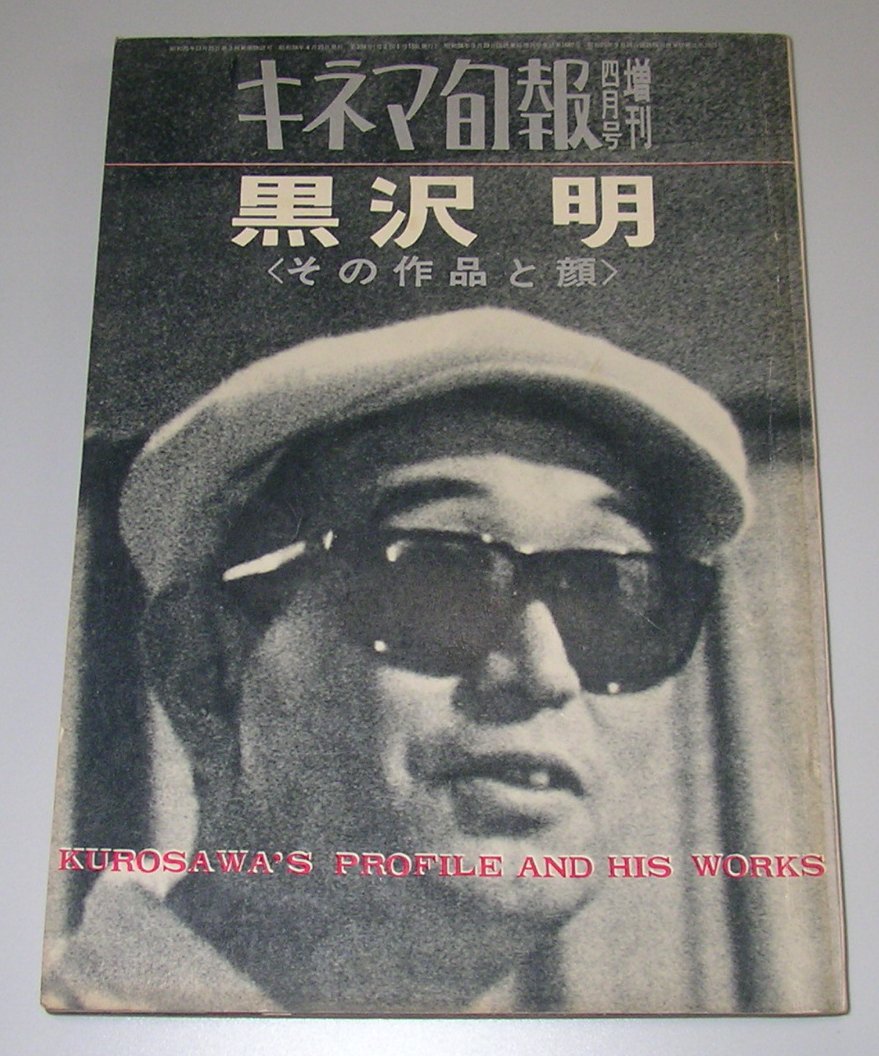 キネマ旬報 四月号 増刊
黒沢 明
〈その作品と顔〉
KUROSAWA'S PROFILE AND HIS WORKS